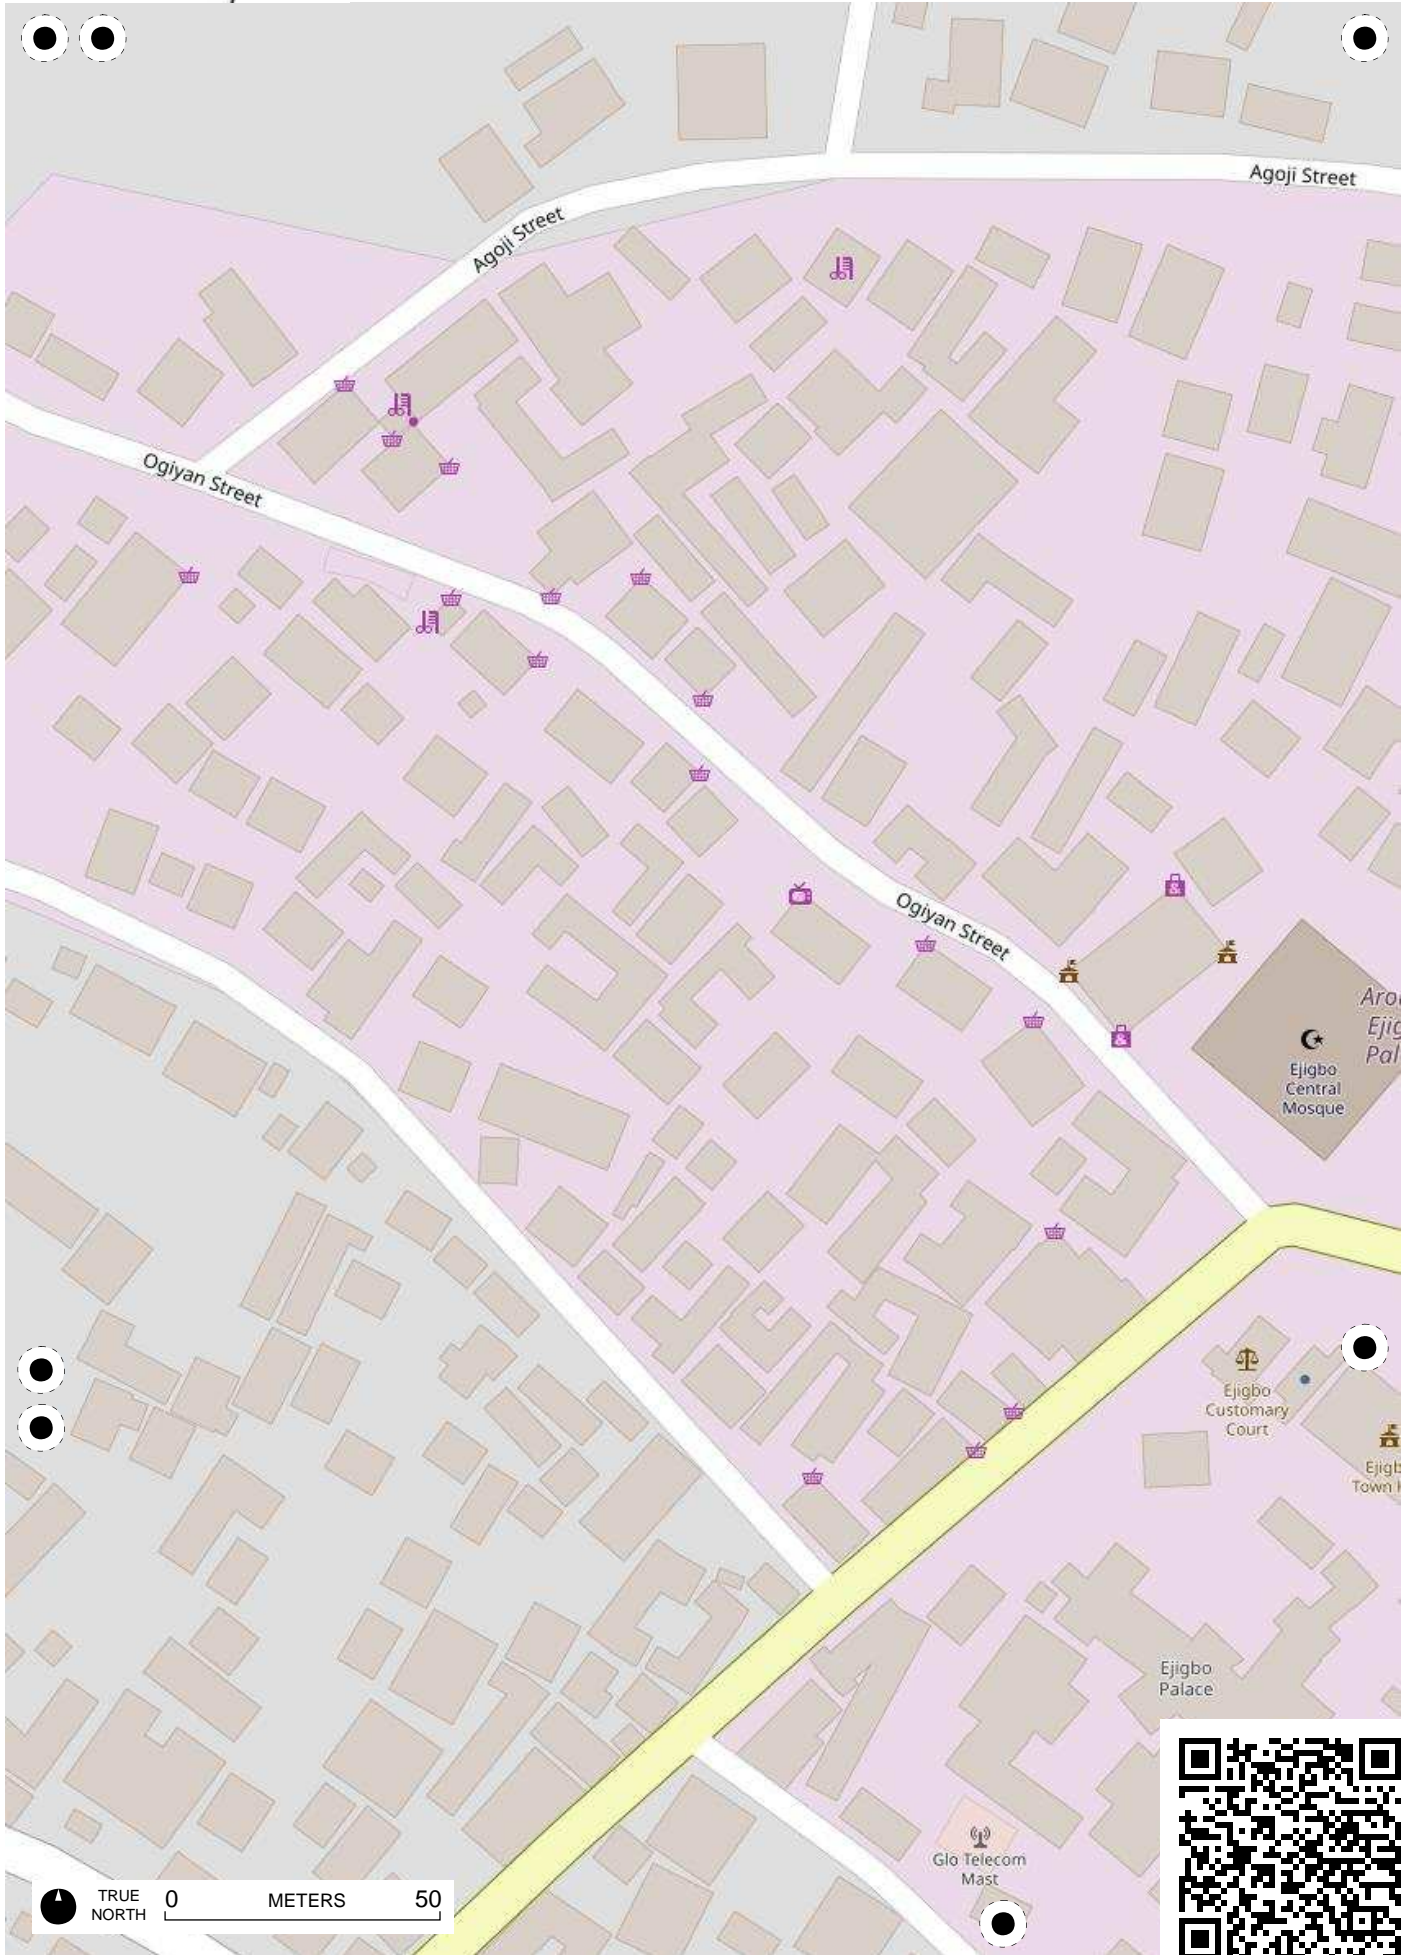 Agoji Street
Agoji Street
Ogiyan Street
Ogiyan Street
Ejigbo
Central
Mosque
Ejigbo
Customary
Court
Town
Ejigbo
Palace
Glo Telecom
Mast
TRUE
NORTH
0 METERS 50